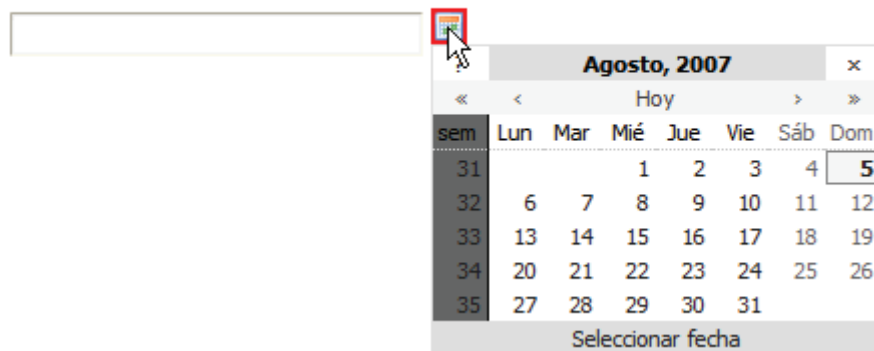 ? Agosto, 2007 ×
« ‹ Hoy › »
sem Lun Mar Mié Jue Vie Sáb Dom
31 1 2 3 4 5
32 6 7 8 9 10 11 12
33 13 14 15 16 17 18 19
34 20 21 22 23 24 25 26
35 27 28 29 30 31
Seleccionar fecha